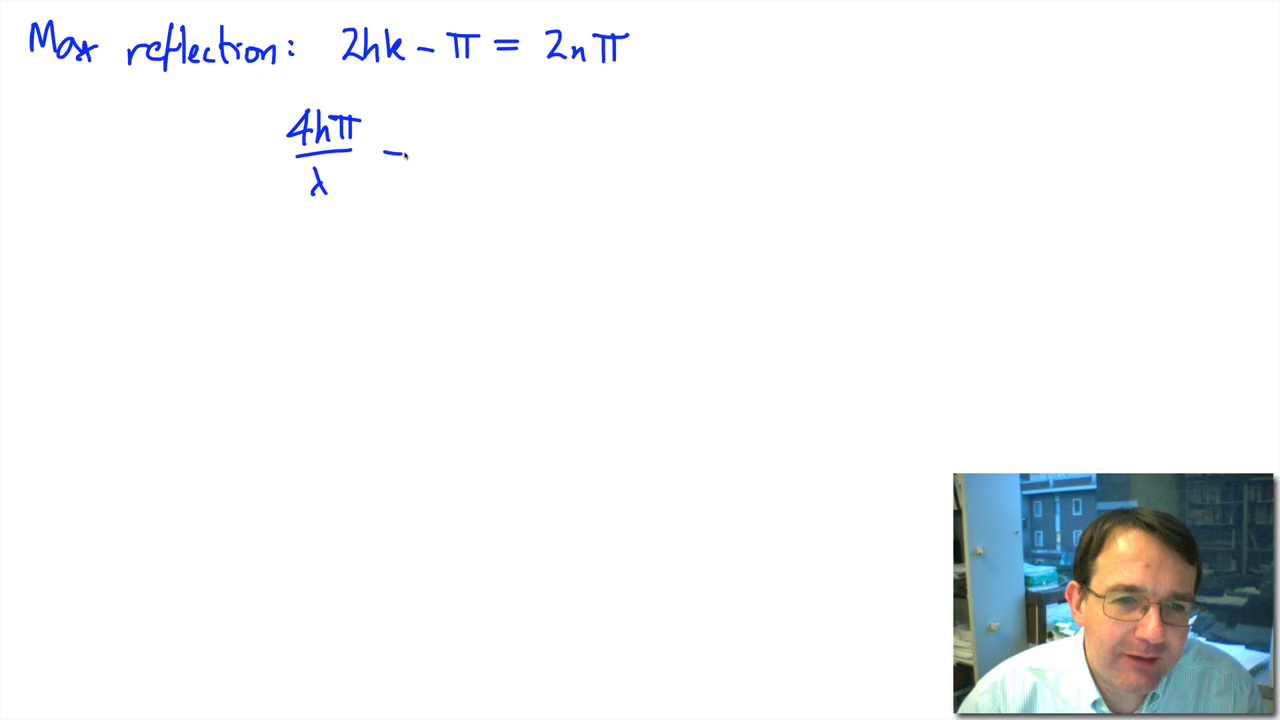 Max reflection: 2hk - π = 2nπ
4hπ
λ -